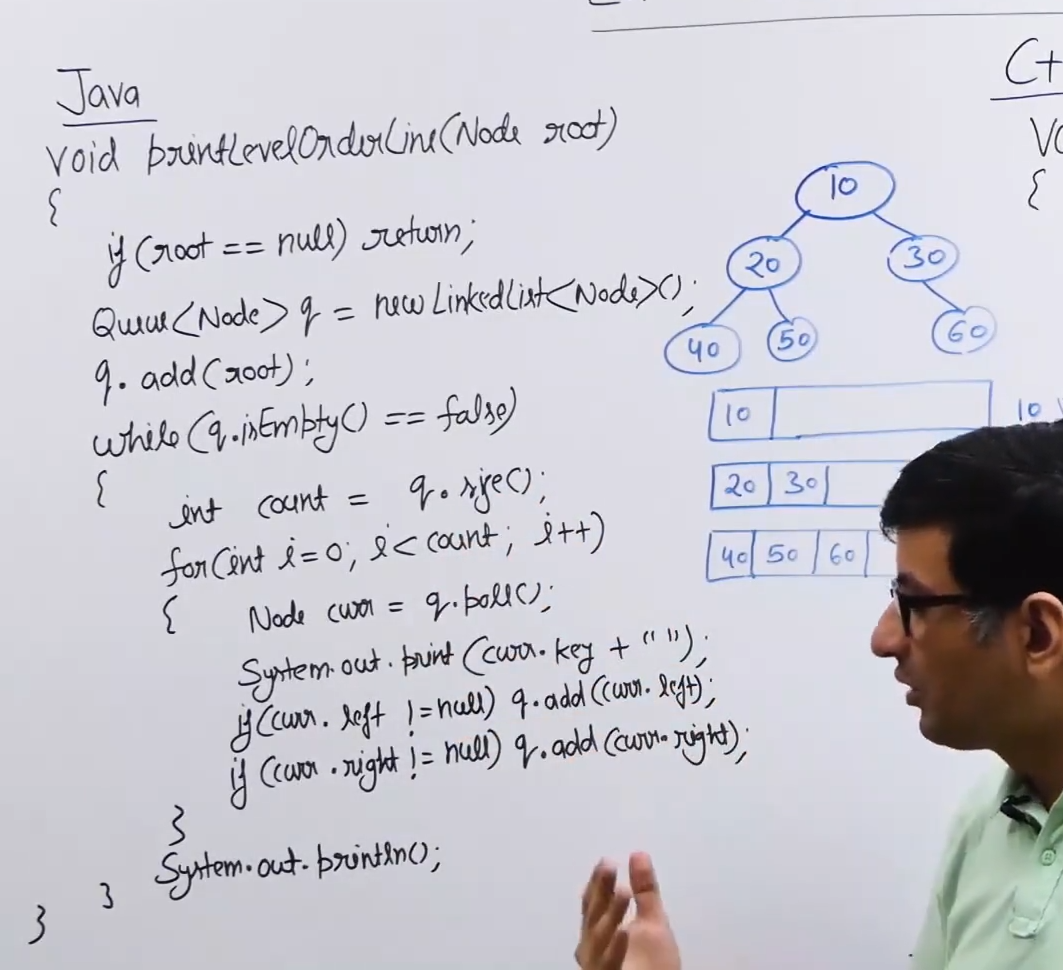 Java
void printLevelOrderLine(Node root)
{
if(root == null) return;
Queue<Node> q = new LinkedList<Node>();
q. add(root);
while(q.isEmpty() == false)
{
int count = q.size();
for(int i=0; i<count; i++)
{ Node curr = q.poll();
System.out.print(curr.key + " ");
if(curr.left != null) q.add(curr.left);
if(curr.right != null) q.add(curr.right);
}
System.out.println();
}
}
10
20 30
40 50 60
10
20 30
40 50 60
10
C+
VO
{